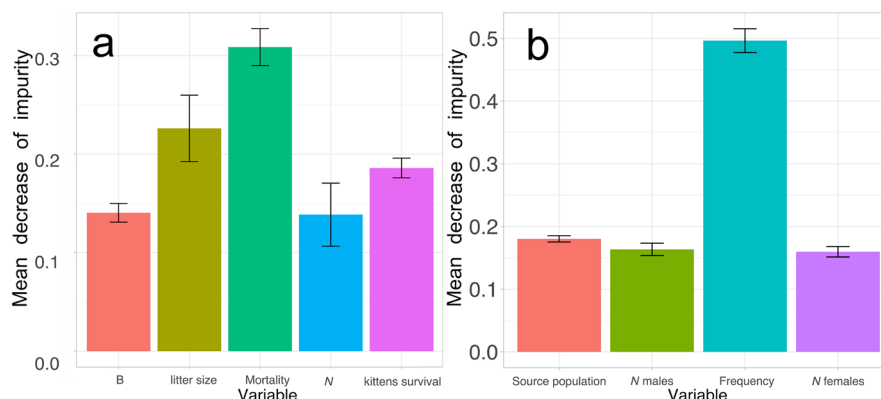 a
Mean decrease of impurity
0.3
0.2
0.1
0.0
B litter size Mortality N kittens survival
Variable
b
Mean decrease of impurity
0.5
0.4
0.3
0.2
0.1
0.0
Source population N males Frequency N females
Variable